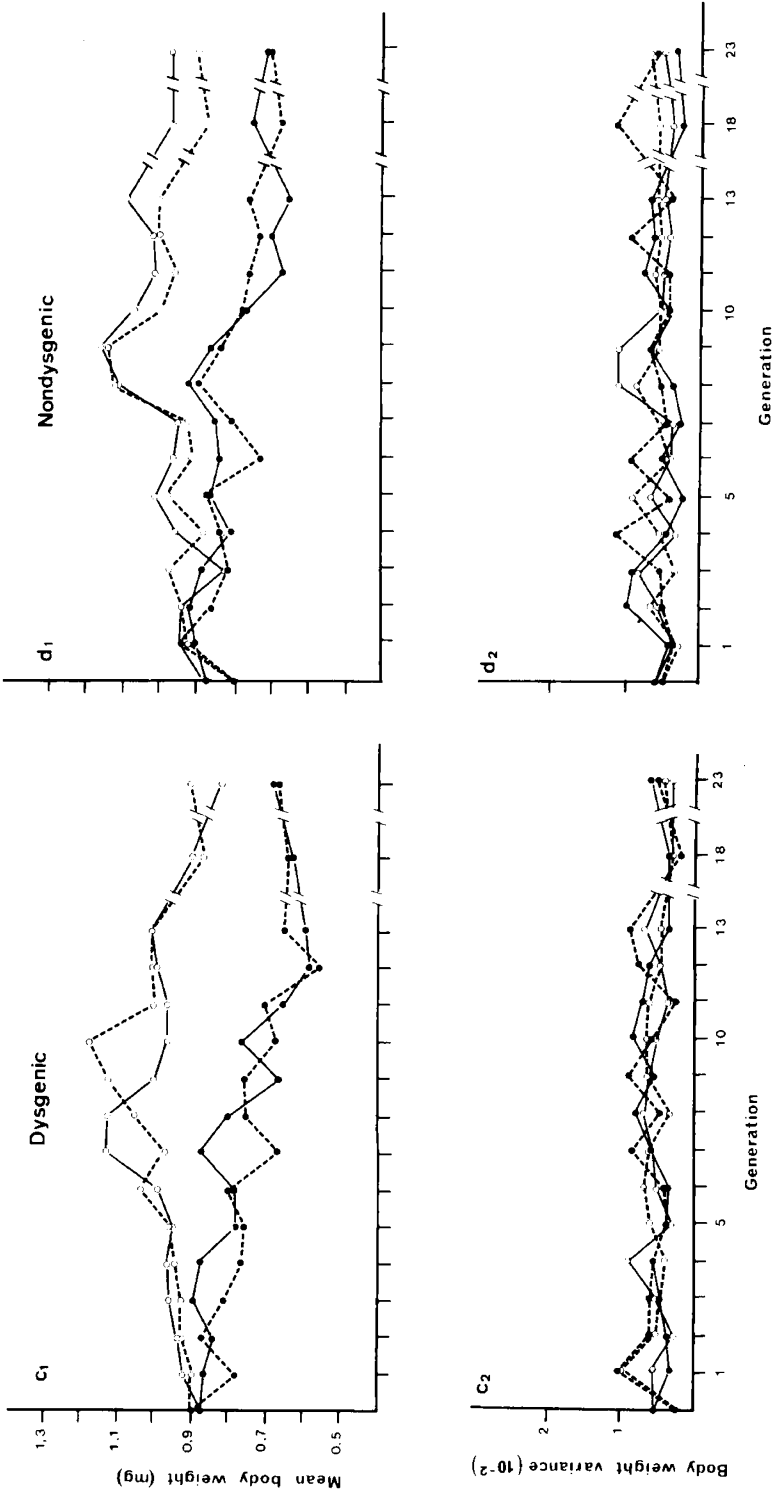 Dysgenic
c1
1,3
1,1
0.9
0.7
0.5
Mean body weight (mg)
Nondysgenic
d1
c2
2
1
Body weight variance (10-2)
1
5
10
13
18
23
Generation
d2
2
1
1
5
10
13
18
23
Generation